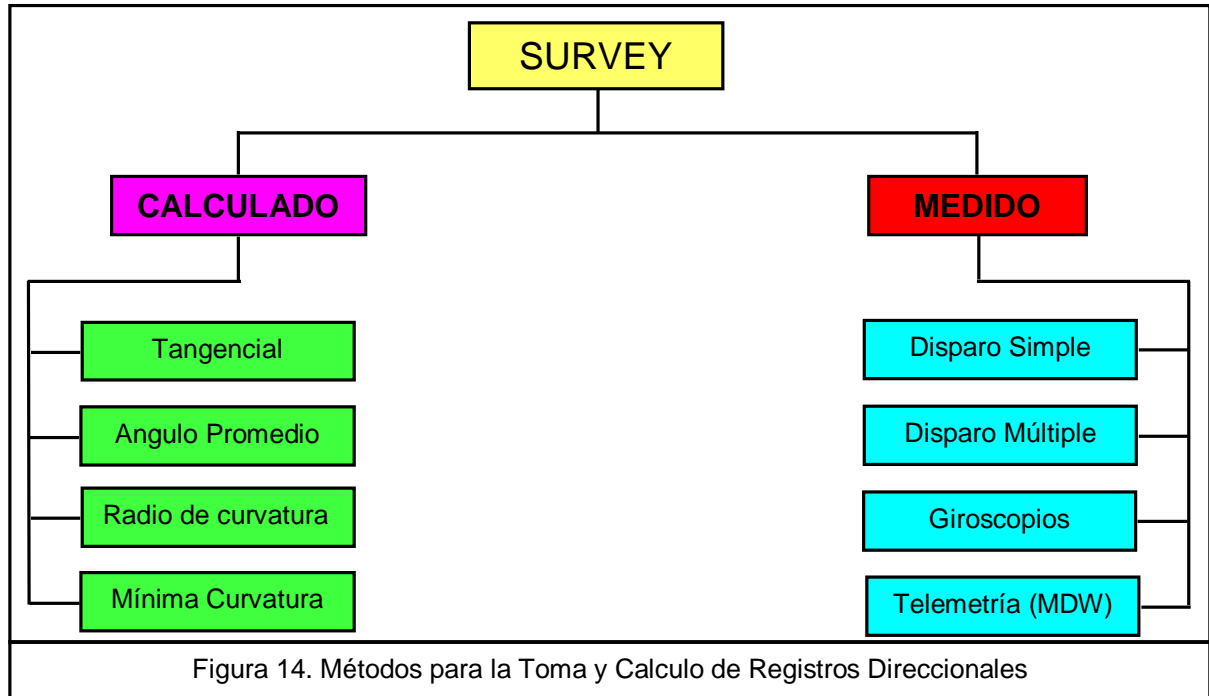 SURVEY
CALCULADO
MEDIDO
Tangencial
Disparo Simple
Angulo Promedio
Disparo Múltiple
Radio de curvatura
Giroscopios
Mínima Curvatura
Telemetría (MDW)
Figura 14. Métodos para la Toma y Calculo de Registros Direccionales